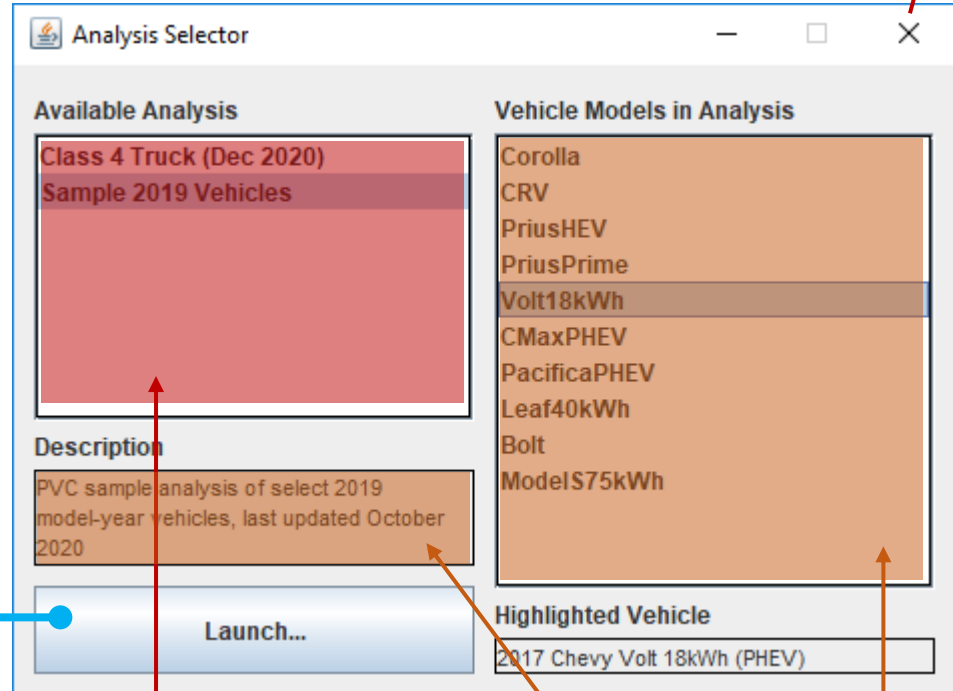 Analysis Selector
Available Analysis
Class 4 Truck (Dec 2020)
Sample 2019 Vehicles
Description
PVC sample analysis of select 2019
model-year vehicles, last updated October
2020
Launch...
Vehicle Models in Analysis
Corolla
CRV
PriusHEV
PriusPrime
Volt18kWh
CMaxPHEV
PacificaPHEV
Leaf40kWh
Bolt
ModelS75kWh
Highlighted Vehicle
2017 Chevy Volt 18kWh (PHEV)